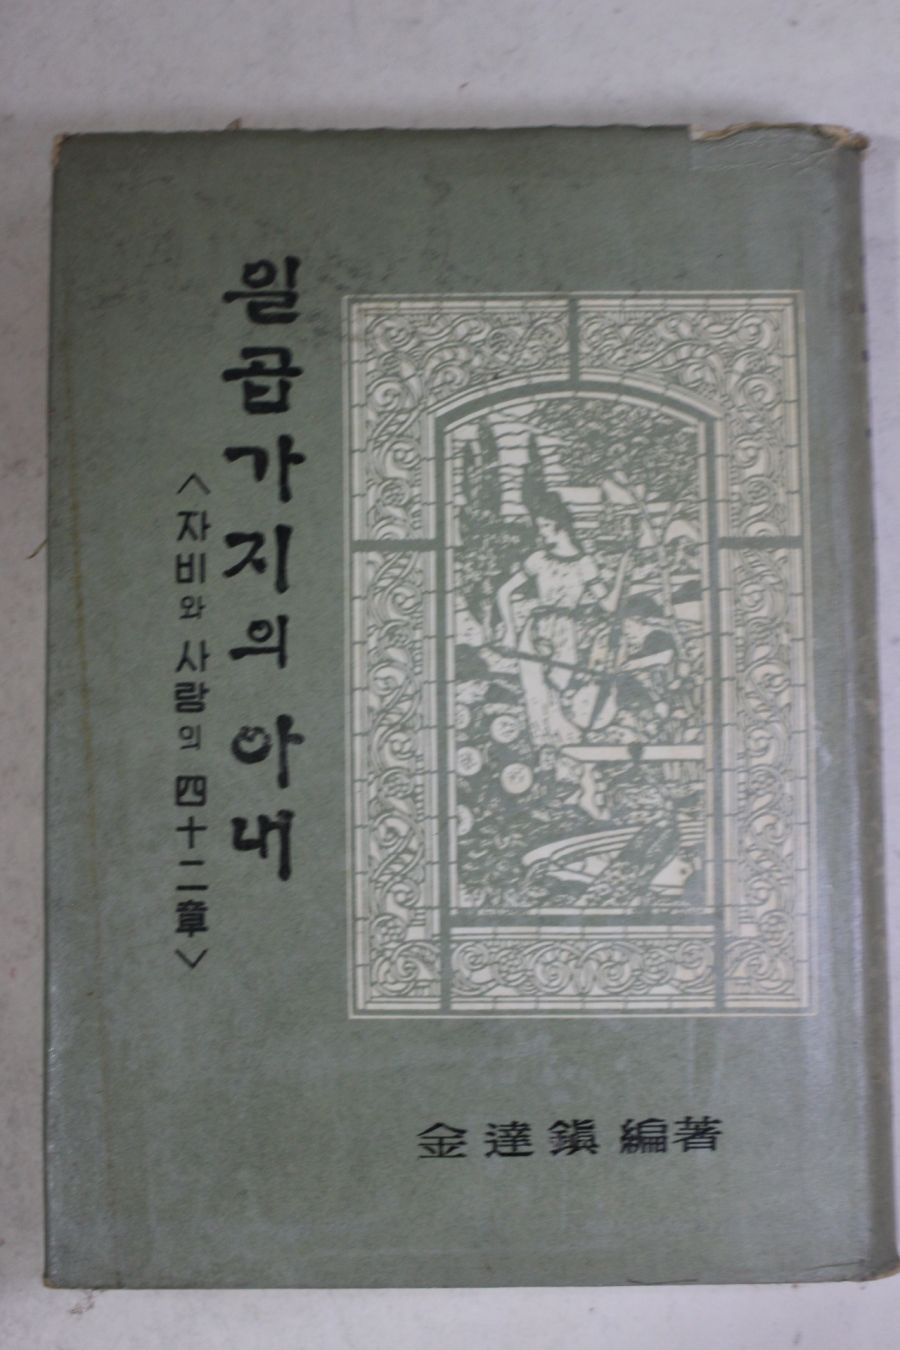 일곱가지의 아내
<자비와 사랑의 四十二章>
金達鎭 編著